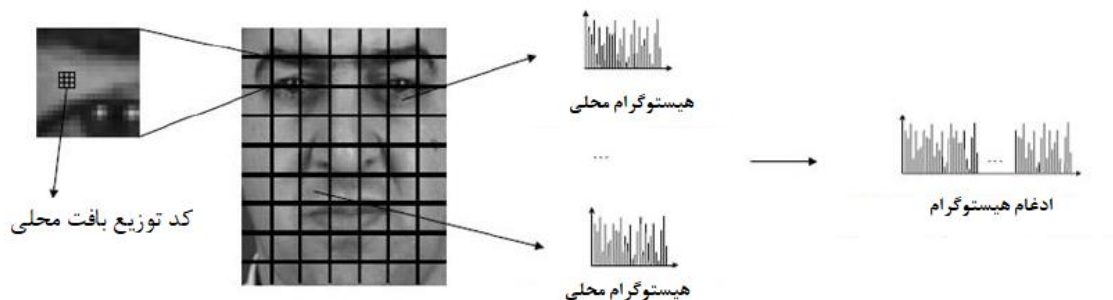 هیستوگرام محلی
...
ادغام هیستوگرام
کد توزیع بافت محلی
هیستوگرام محلی
...